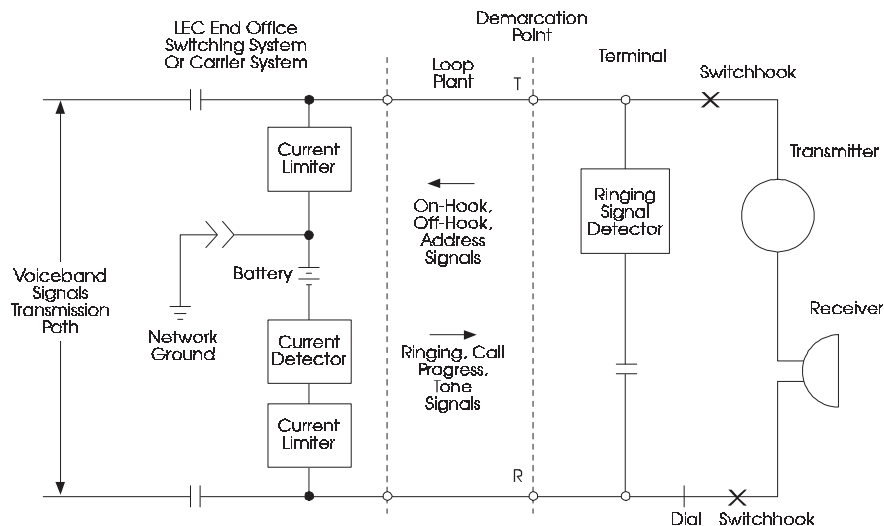 LEC End Office
Switching System
Or Carrier System
Demarcation
Point
Loop
Plant
T
Terminal
Switchhook
Current
Limiter
Transmitter
Ringing
Signal
Detector
On-Hook,
Off-Hook,
Address
Signals
Battery
Voiceband
Signals
Transmission
Path
Network
Ground
Current
Detector
Ringing, Call
Progress,
Tone
Signals
Receiver
Current
Limiter
R
Dial
Switchhook